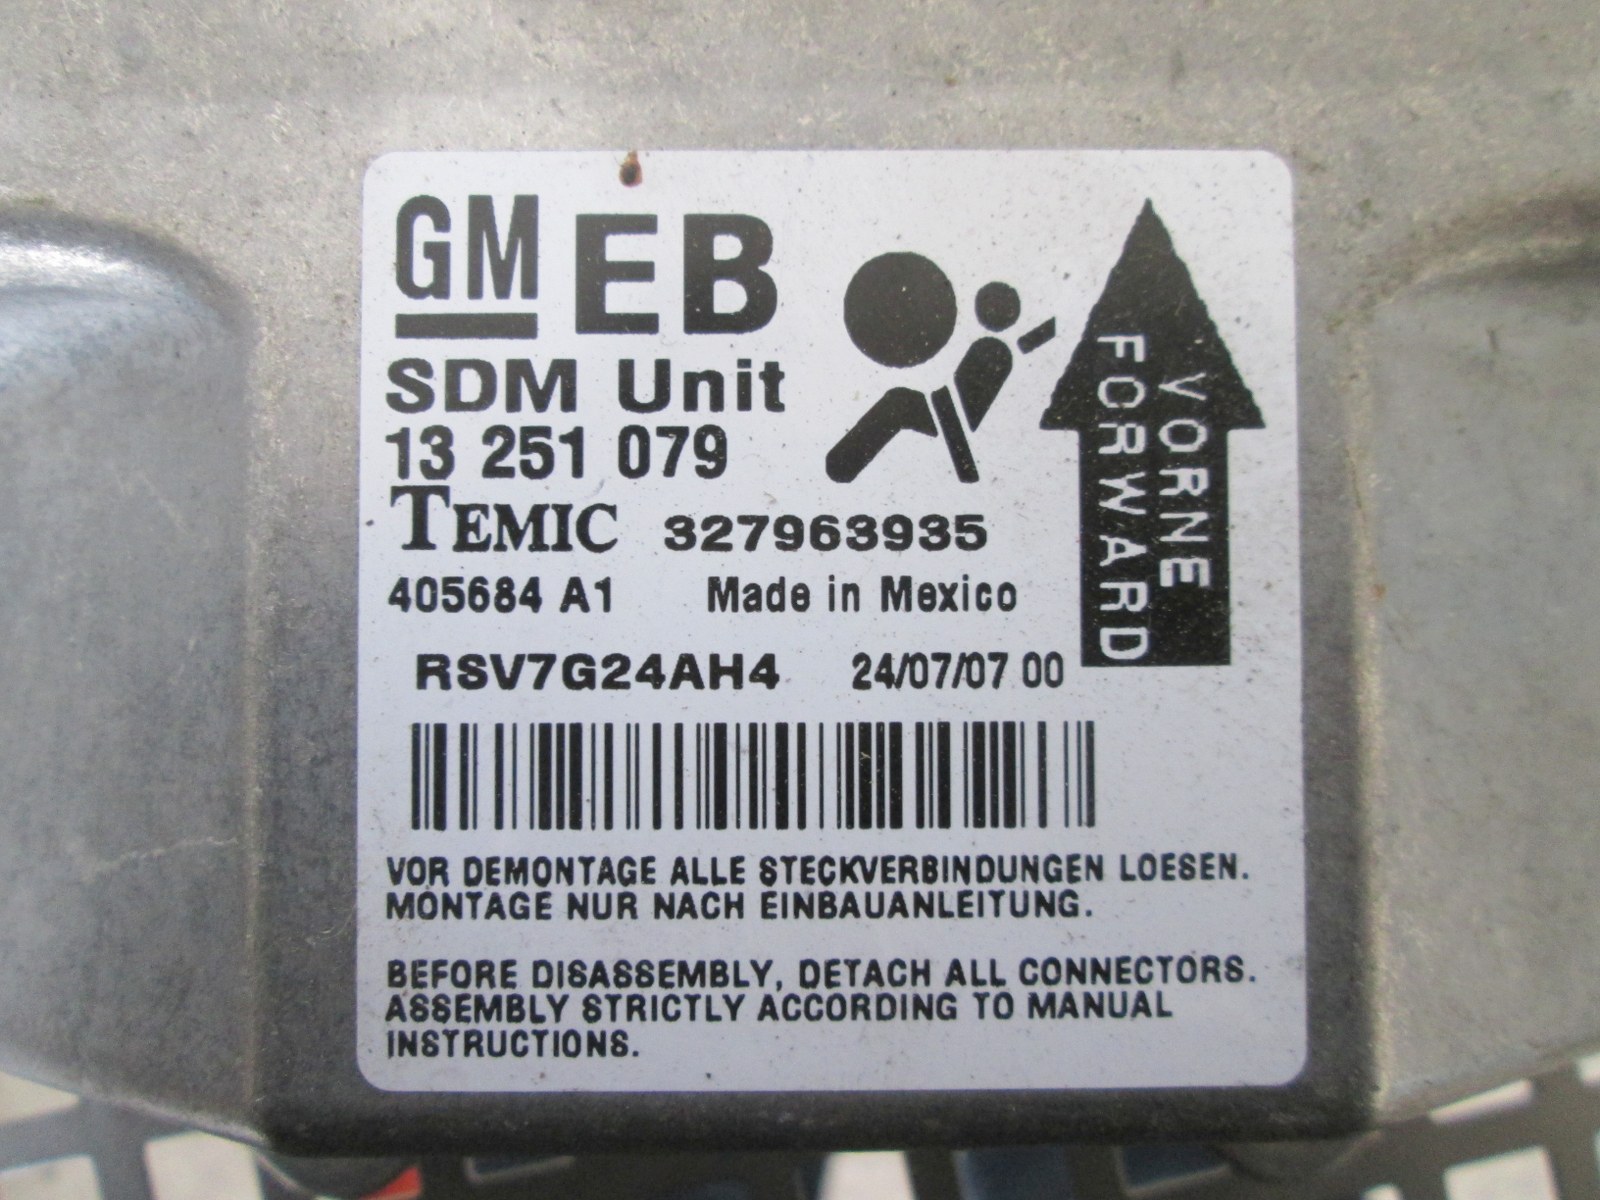 GM EB
SDM Unit
13 251 079
TEMIC 327963935
405684 A1 Made in Mexico
RSV7G24AH4 24/07/07 00
VORNE
FORWARD
VOR DEMONTAGE ALLE STECKVERBINDUNGEN LOESEN.
MONTAGE NUR NACH EINBAUANLEITUNG.
BEFORE DISASSEMBLY, DETACH ALL CONNECTORS.
ASSEMBLY STRICTLY ACCORDING TO MANUAL
INSTRUCTIONS.